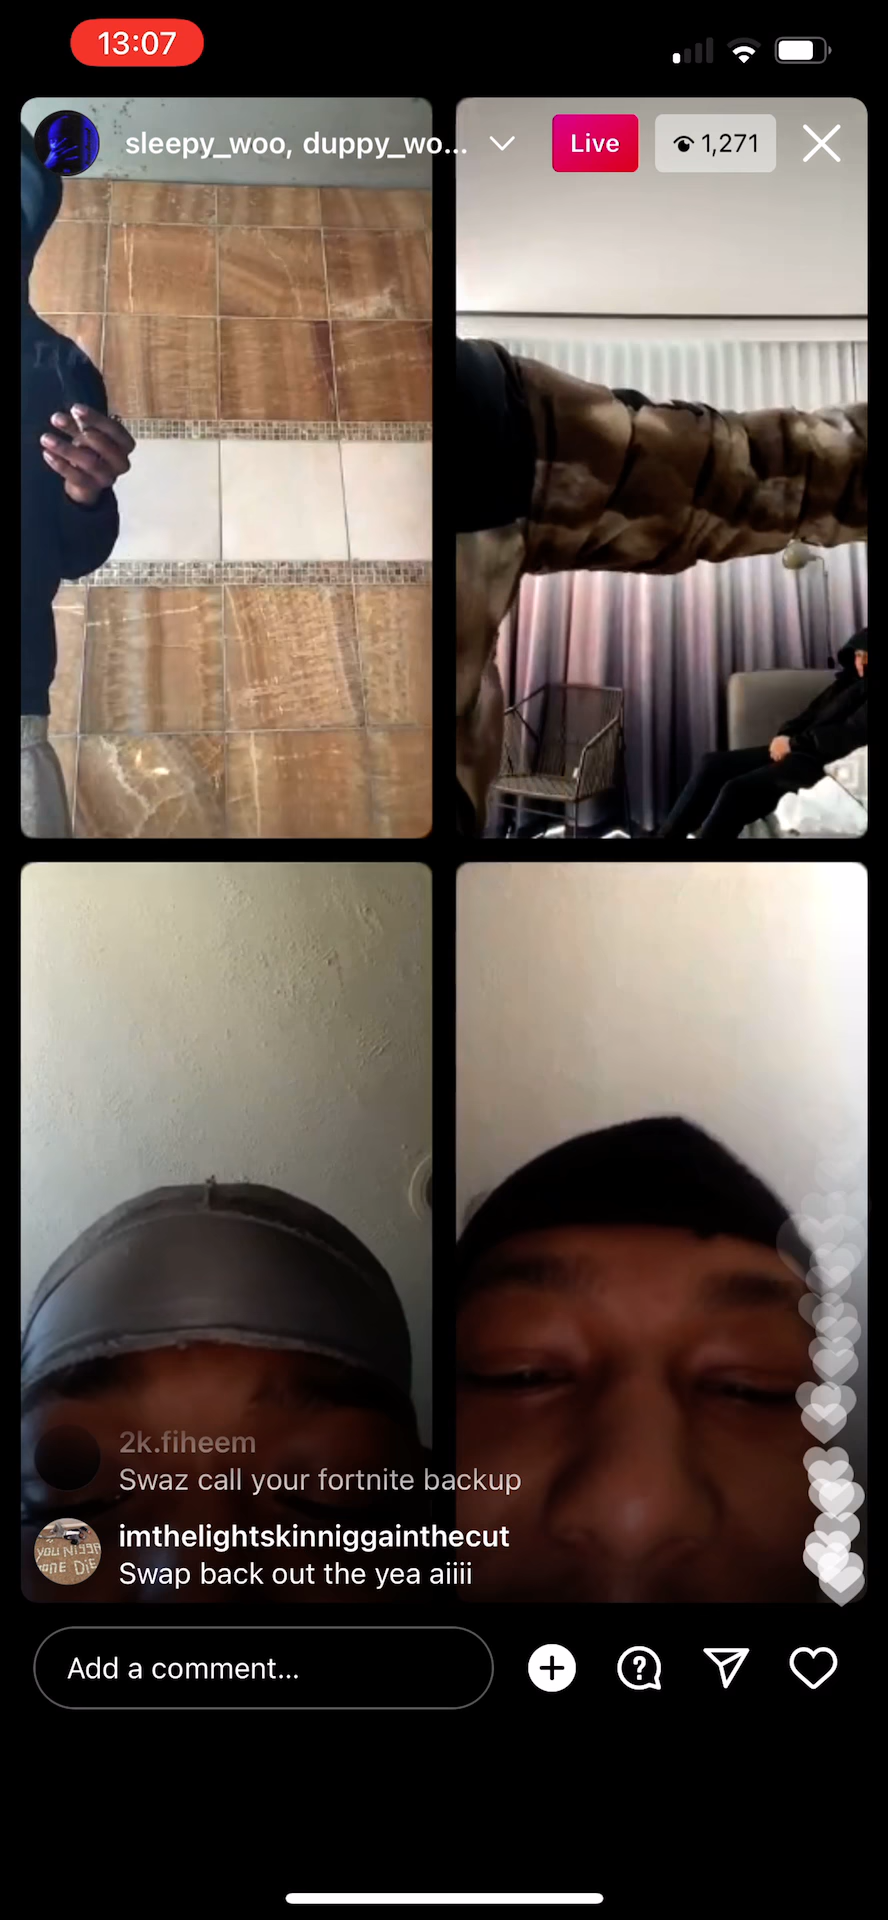 13:07
sleepy_woo, duppy_wo...
Live
1,271
2k.fiheem
Swaz call your fortnite backup
imthelightskinniggainthecut
Swap back out the yea aiiii
Add a comment...